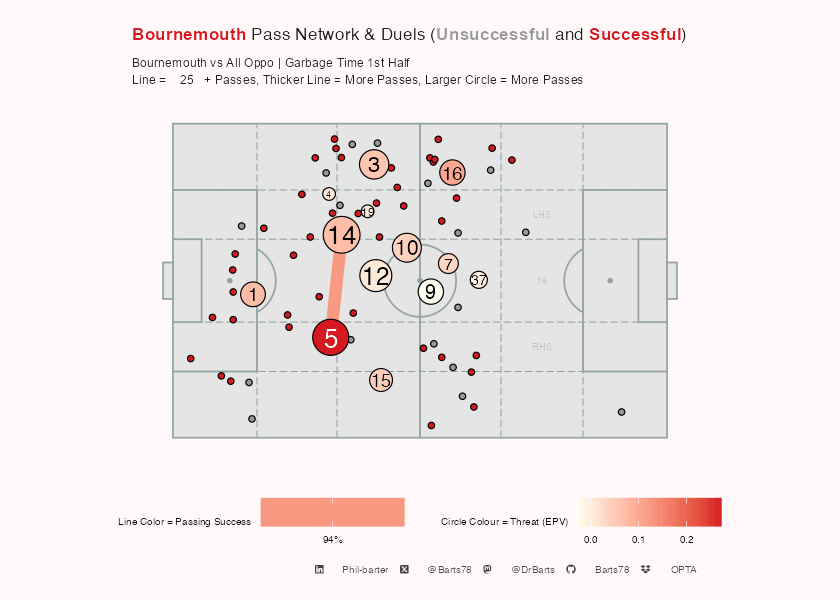 Bournemouth Pass Network & Duels (Unsuccessful and Successful)
Bournemouth vs All Oppo | Garbage Time 1st Half
Line = 25 + Passes, Thicker Line = More Passes, Larger Circle = More Passes
3
16
4
19
LHS
14
10
7
12
37
14
9
1
5
RHS
15
Line Color = Passing Success
94%
Circle Colour = Threat (EPV)
0.0 0.1 0.2
Phil-barter @Barts78 @DrBarts Barts78 OPTA